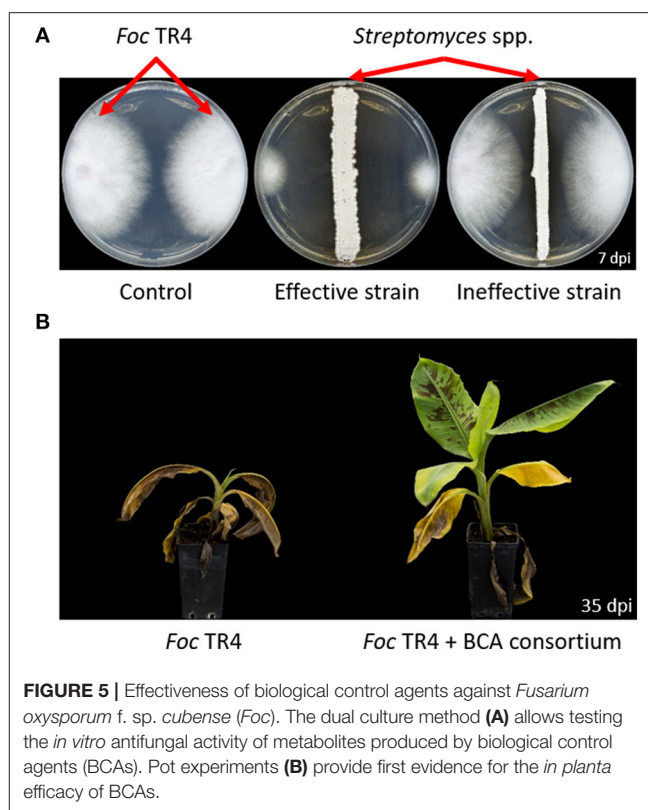 A
Foc TR4 Streptomyces spp.
7 dpi
Control Effective strain Ineffective strain
B
35 dpi
Foc TR4 Foc TR4 + BCA consortium
FIGURE 5 | Effectiveness of biological control agents against Fusarium
oxysporum f. sp. cubense (Foc). The dual culture method (A) allows testing
the in vitro antifungal activity of metabolites produced by biological control
agents (BCAs). Pot experiments (B) provide first evidence for the in planta
efficacy of BCAs.